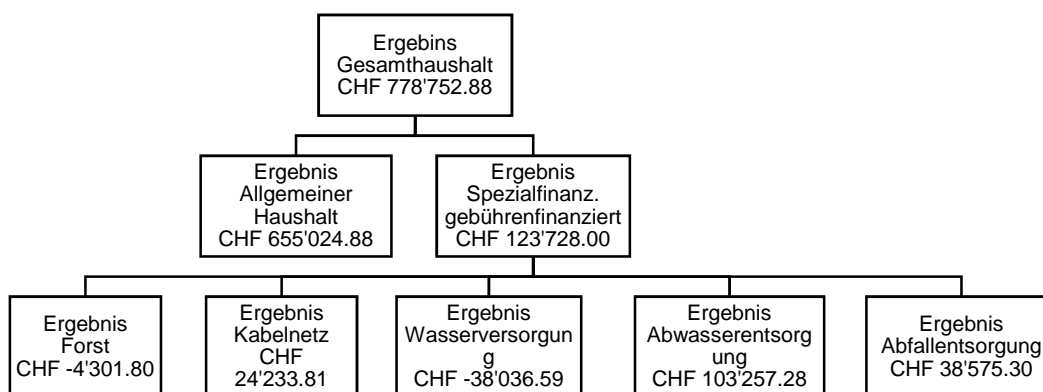 Ergebins
Gesamthaushalt
CHF 778'752.88
Ergebnis
Allgemeiner
Haushalt
CHF 655'024.88
Ergebnis
Spezialfinanz.
gebührenfinanziert
CHF 123'728.00
Ergebnis
Forst
CHF -4'301.80
Ergebnis
Kabelnetz
CHF
24'233.81
Ergebnis
Wasserversorgun
g
CHF -38'036.59
Ergebnis
Abwasserentsorg
ung
CHF 103'257.28
Ergebnis
Abfallentsorgung
CHF 38'575.30